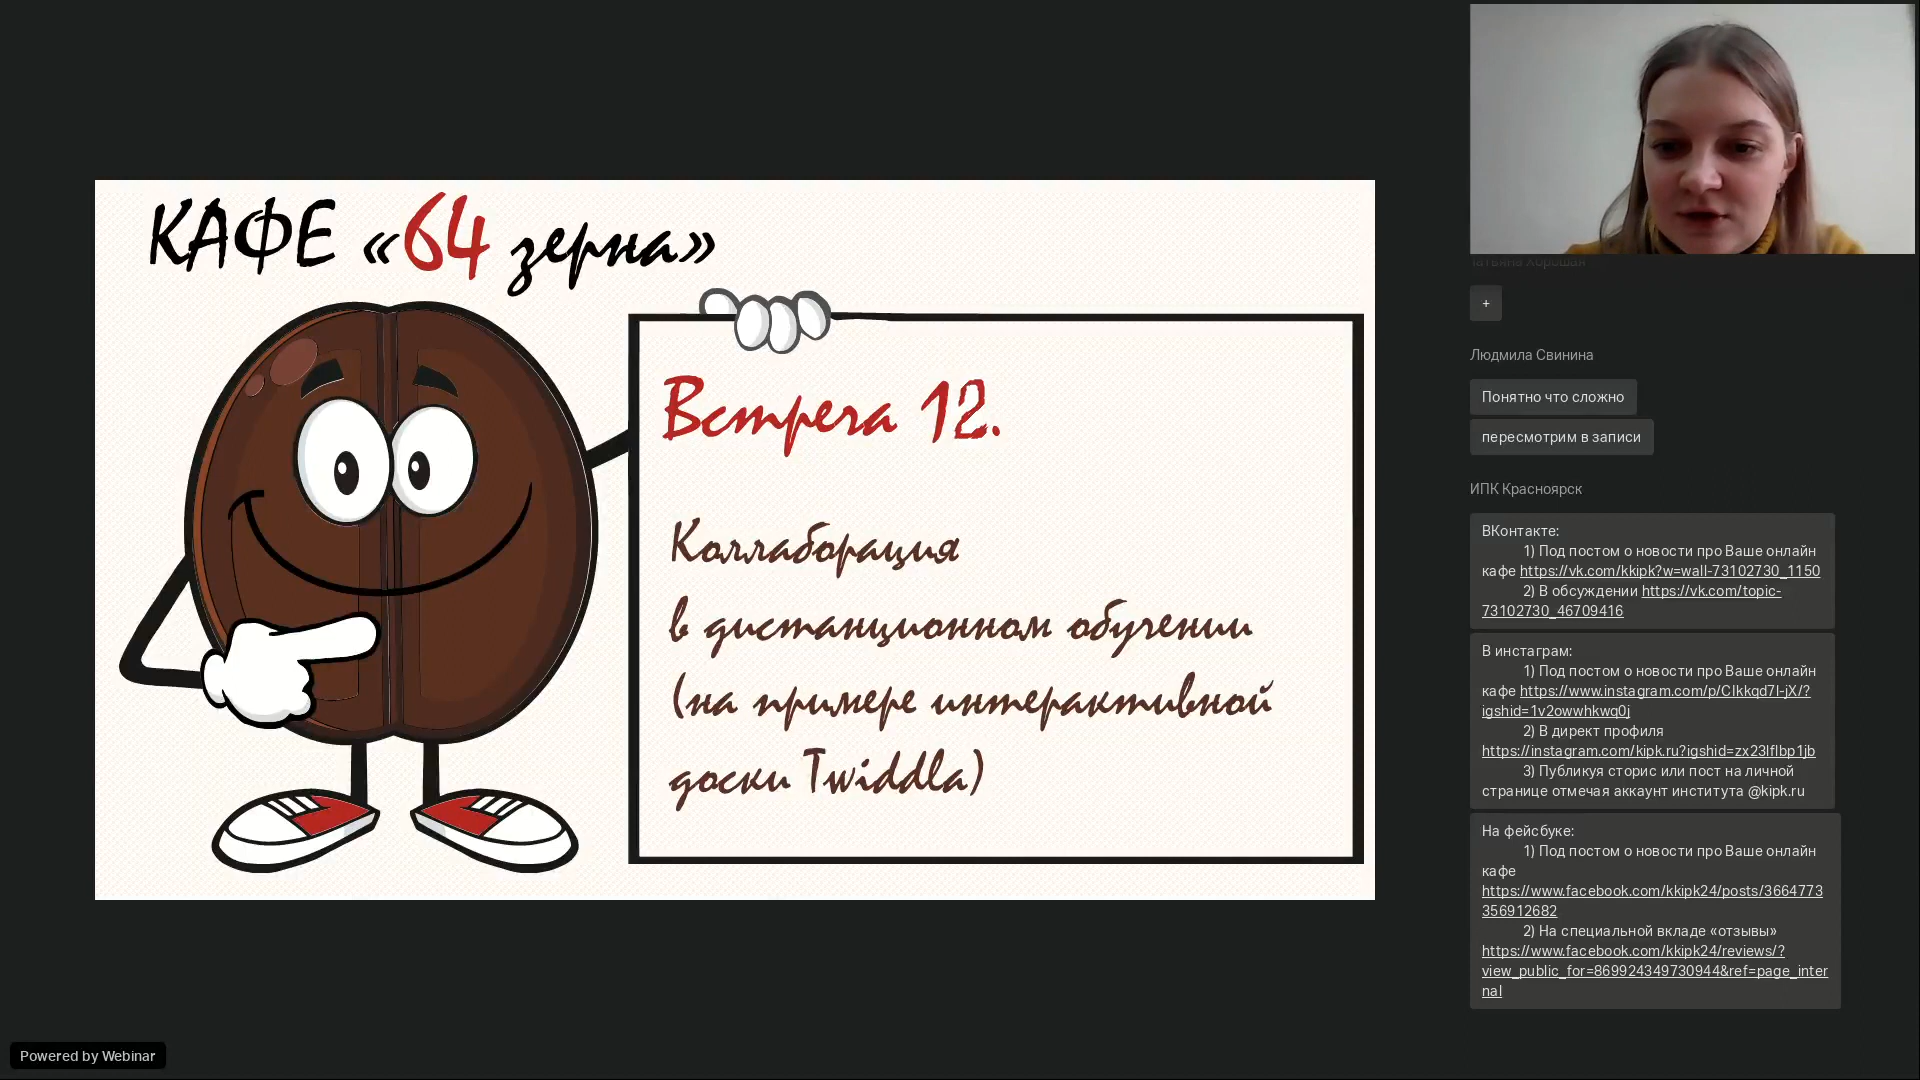 КАФЕ «64 зерна»
Встреча 12.
Коллаборация
в дистанционном обучении
(на примере интерактивной
доски Twiddla)
Татьяна Хорошан
+
Людмила Свинина
Понятно что сложно
пересмотрим в записи
ИПК Красноярск
ВКонтакте:
1) Под постом о новости про Ваше онлайн
кафе https://vk.com/kkipk?w=wall-73102730_1150
2) В обсуждении https://vk.com/topic-
73102730_46709416
В инстаграм:
1) Под постом о новости про Ваше онлайн
кафе https://www.instagram.com/p/CIkkqd7l-jX/?
igshid=1v2owwhkwq0j
2) В директ профиля
https://instagram.com/kipk.ru?igshid=zx23lflbp1jb
3) Публикуя сторис или пост на личной
странице отмечая аккаунт института @kipk.ru
На фейсбуке:
1) Под постом о новости про Ваше онлайн
кафе
https://www.facebook.com/kkipk24/posts/3664773
356912682
2) На специальной вкладе «отзывы»
https://www.facebook.com/kkipk24/reviews/?
view_public_for=869924349730944&ref=page_inter
nal
Powered by Webinar